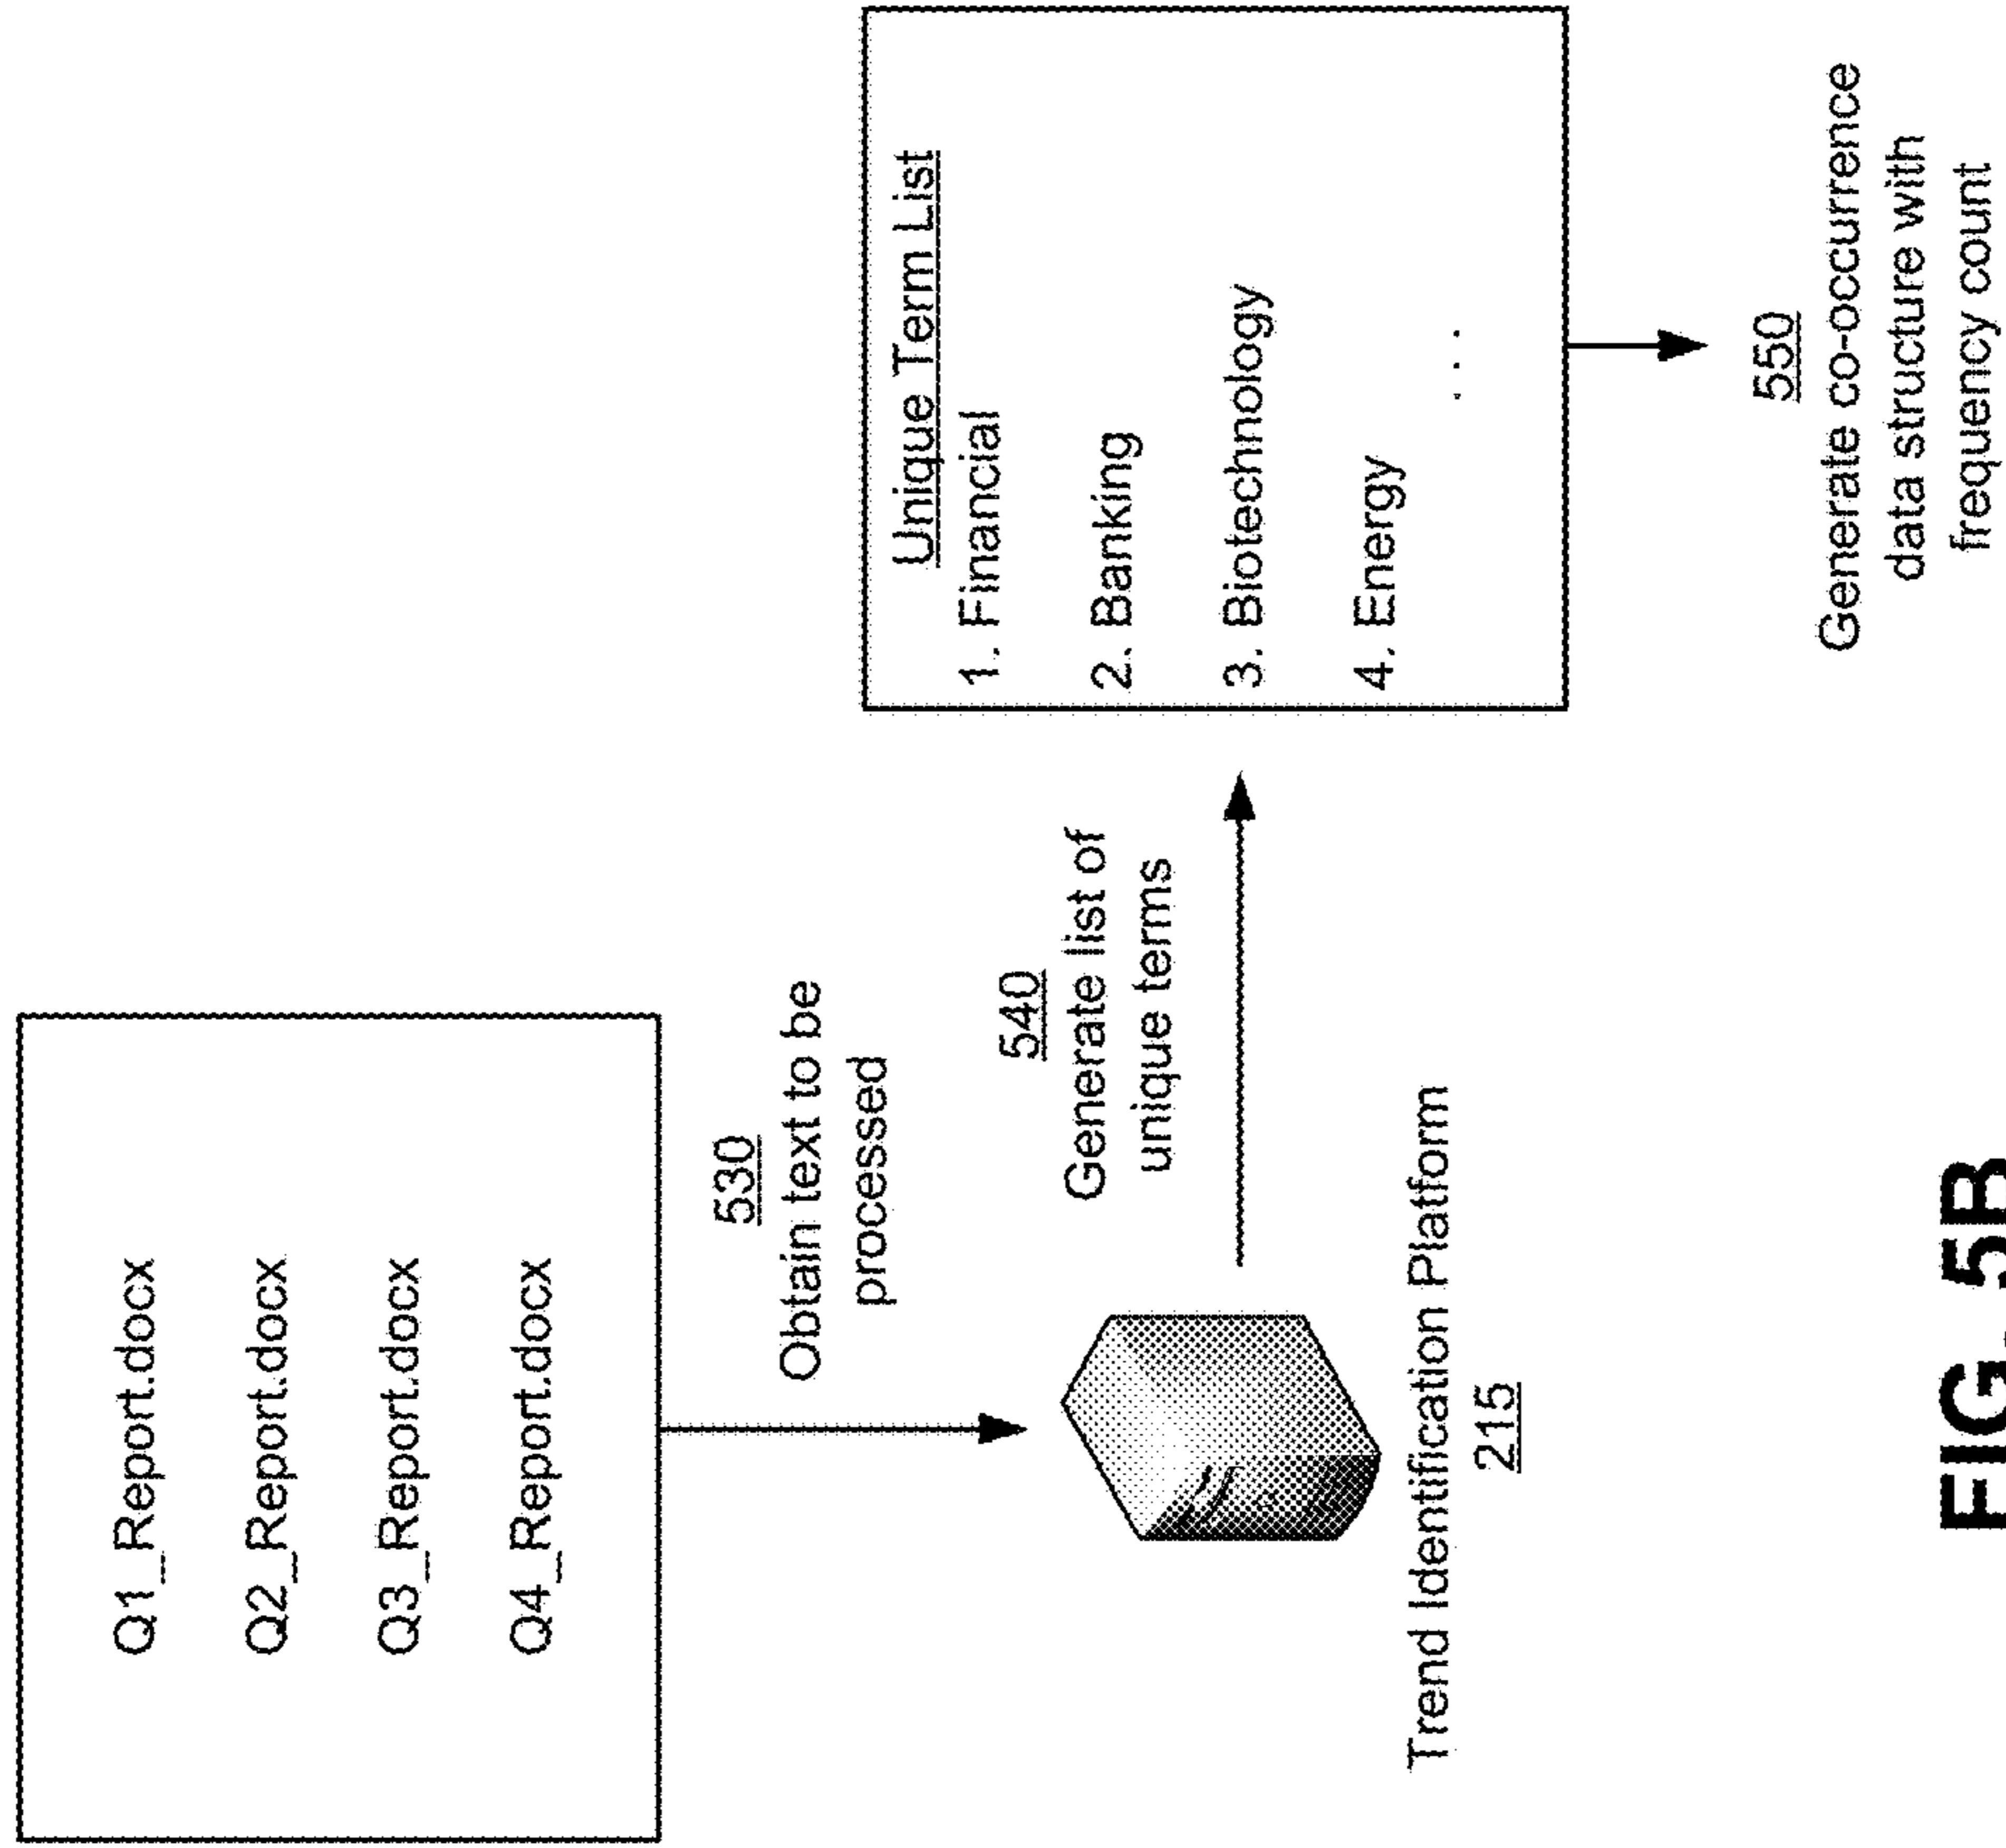 Q1_Report.docx
Q2_Report.docx
Q3_Report.docx
Q4_Report.docx
530
Obtain text to be
processed
Trend Identification Platform
215
540
Generate list of
unique terms
Unique Term List
1. Financial
2. Banking
3. Biotechnology
4. Energy
. . .
550
Generate co-occurrence
data structure with
frequency count
FIG. 5B